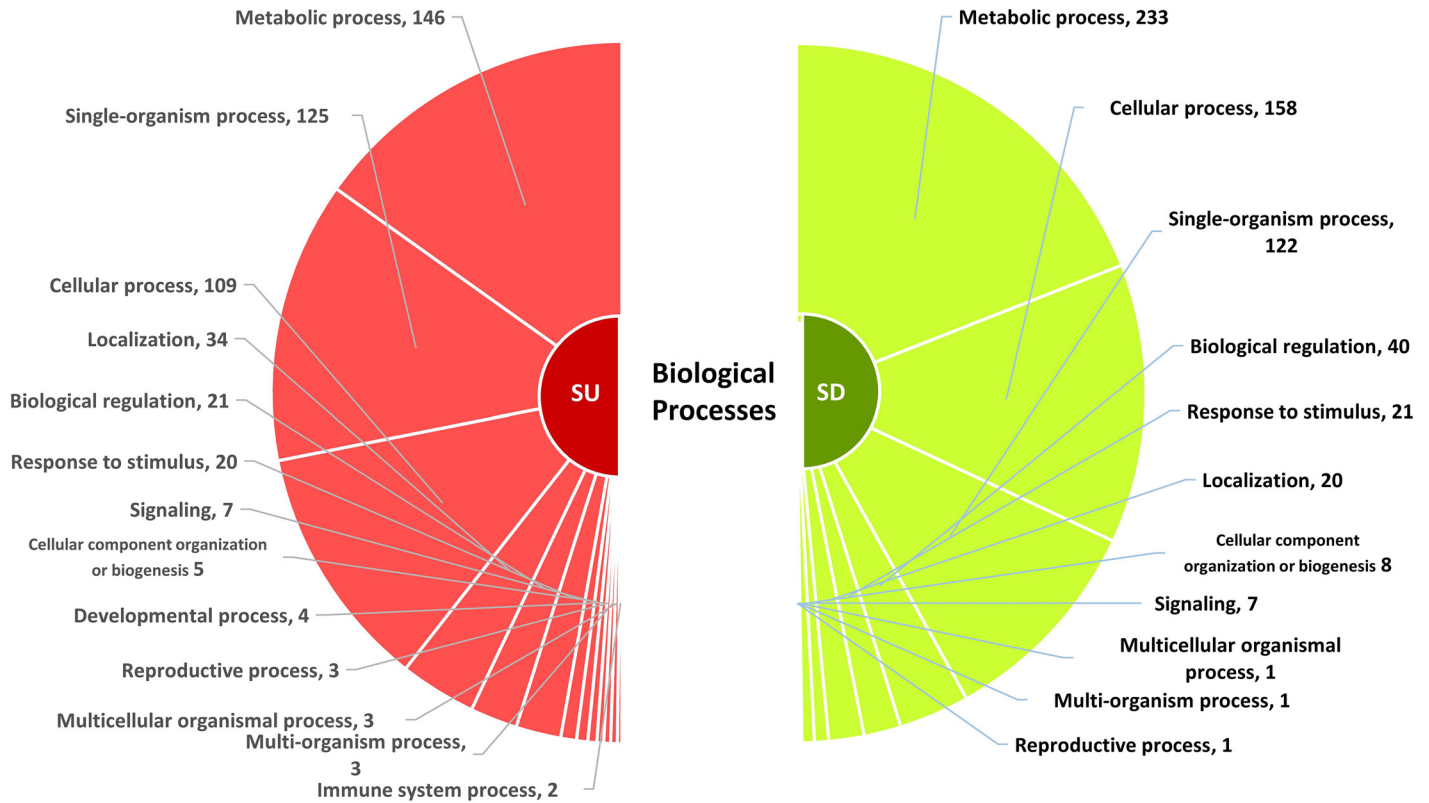 Metabolic process, 146
Single-organism process, 125
Cellular process, 109
Localization, 34
Biological regulation, 21
Response to stimulus, 20
Signaling, 7
Cellular component organization
or biogenesis 5
Developmental process, 4
Reproductive process, 3
Multicellular organismal process, 3
Multi-organism process,
3
Immune system process, 2
SU
Biological
Processes
SD
Metabolic process, 233
Cellular process, 158
Single-organism process,
122
Biological regulation, 40
Response to stimulus, 21
Localization, 20
Cellular component
organization or biogenesis 8
Signaling, 7
Multicellular organismal
process, 1
Multi-organism process, 1
Reproductive process, 1